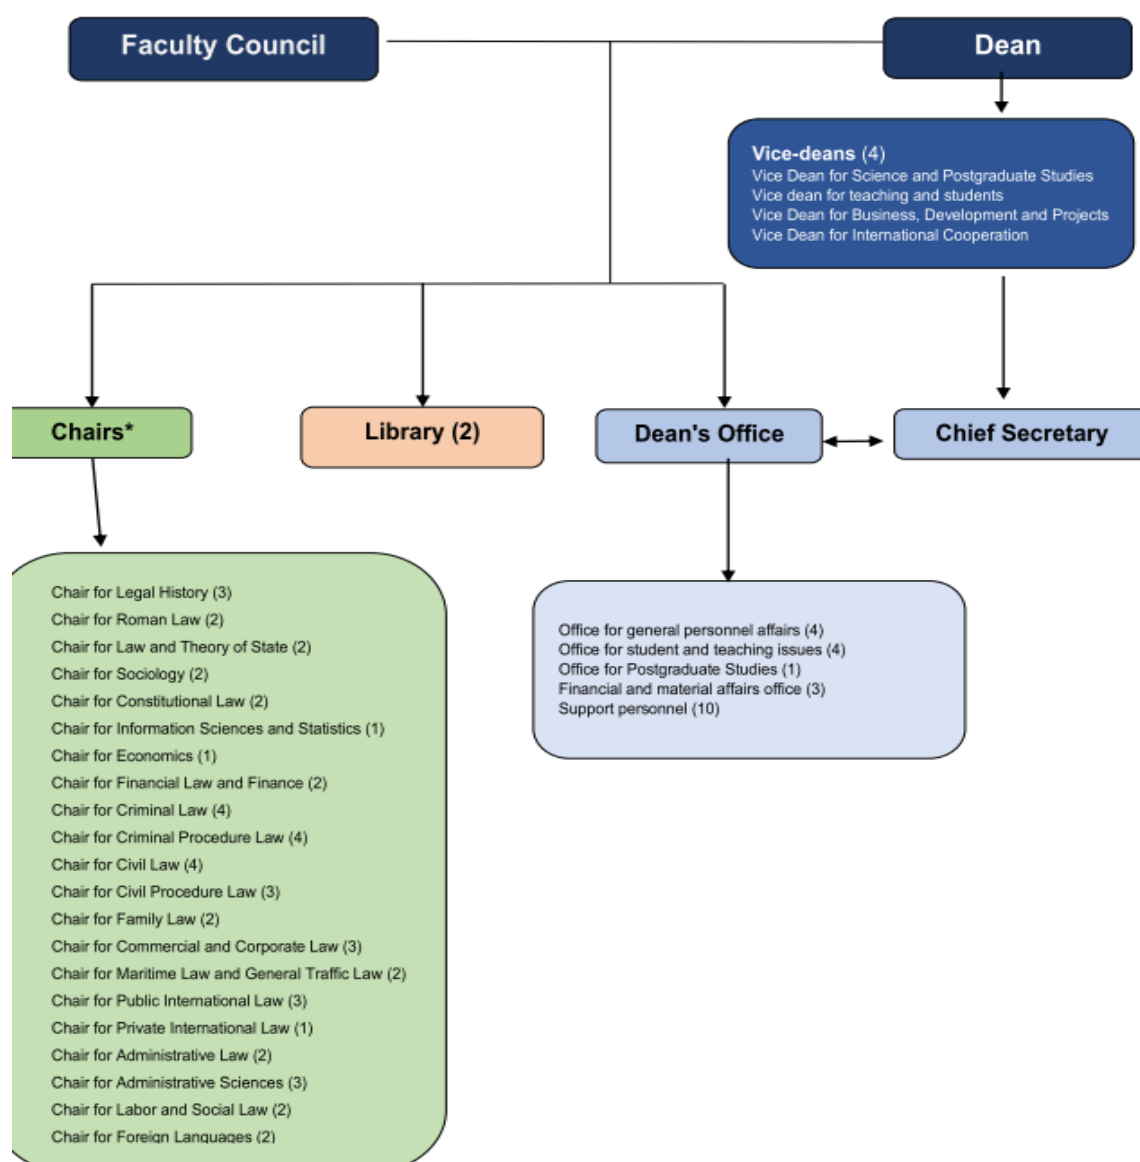 Faculty Council
Dean
Vice-deans (4)
Vice Dean for Science and Postgraduate Studies
Vice dean for teaching and students
Vice Dean for Business, Development and Projects
Vice Dean for International Cooperation
Chairs*
Library (2)
Dean's Office
Chief Secretary
Chair for Legal History (3)
Chair for Roman Law (2)
Chair for Law and Theory of State (2)
Chair for Sociology (2)
Chair for Constitutional Law (2)
Chair for Information Sciences and Statistics (1)
Chair for Economics (1)
Chair for Financial Law and Finance (2)
Chair for Criminal Law (4)
Chair for Criminal Procedure Law (4)
Chair for Civil Law (4)
Chair for Civil Procedure Law (3)
Chair for Family Law (2)
Chair for Commercial and Corporate Law (3)
Chair for Maritime Law and General Traffic Law (2)
Chair for Public International Law (3)
Chair for Private International Law (1)
Chair for Administrative Law (2)
Chair for Administrative Sciences (3)
Chair for Labor and Social Law (2)
Chair for Foreign Languages (2)
Office for general personnel affairs (4)
Office for student and teaching issues (4)
Office for Postgraduate Studies (1)
Financial and material affairs office (3)
Support personnel (10)